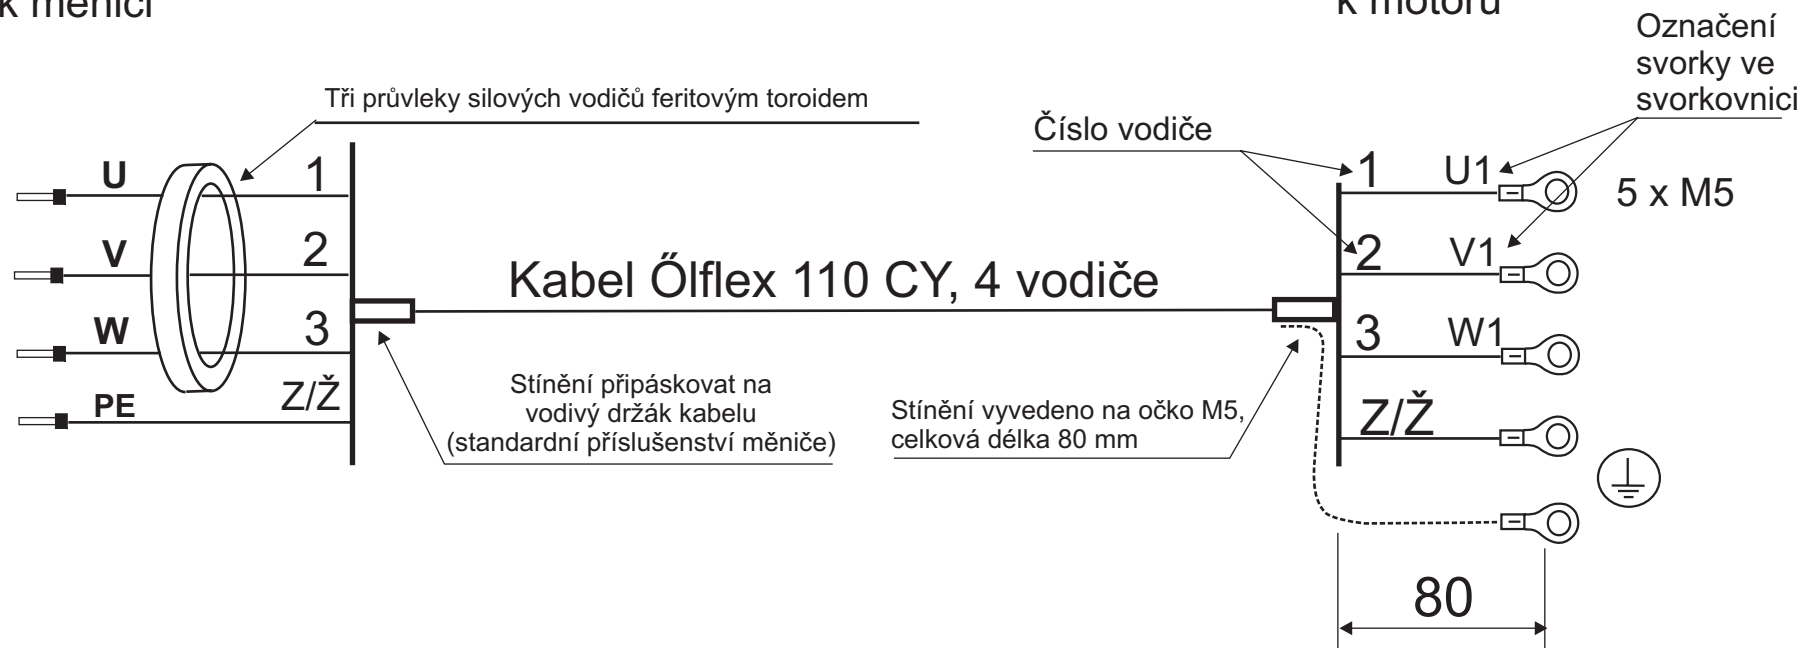 k měniči
k motoru
Označení
svorky ve
svorkovnici
Tři průvleky silových vodičů feritovým toroidem
Číslo vodiče
U
1
1
U1
5 x M5
V
2
2
V1
Kabel Őlflex 110 CY, 4 vodiče
W
3
3
W1
PE
Z/Ž
Z/Ž
Stínění připáskovat na
vodivý držák kabelu
(standardní příslušenství měniče)
Stínění vyvedeno na očko M5,
celková délka 80 mm
80